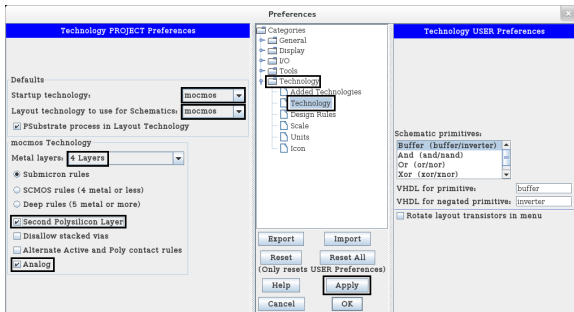 Preferences
Technology PROJECT Preferences
Defaults
Startup technology: mocmos
Layout technology to use for Schematics: mocmos
PSubstrate process in Layout Technology
mocmos Technology
Metal layers: 4 Layers
Submicron rules
SCMOS rules (4 metal or less)
Deep rules (5 metal or more)
Second Polysilicon Layer
Disallow stacked vias
Alternate Active and Poly contact rules
Analog
Categories
General
Display
I/O
Tools
Technology
Added Technologies
Technology
Design Rules
Scale
Units
Icon
Export Import
Reset Reset All
(Only resets USER Preferences)
Help Apply
Cancel OK
Technology USER Preferences
Schematic primitives:
Buffer (buffer/inverter)
And (and/nand)
Or (or/nor)
Xor (xor/xnor)
VHDL for primitive: buffer
VHDL for negated primitive: inverter
Rotate layout transistors in menu